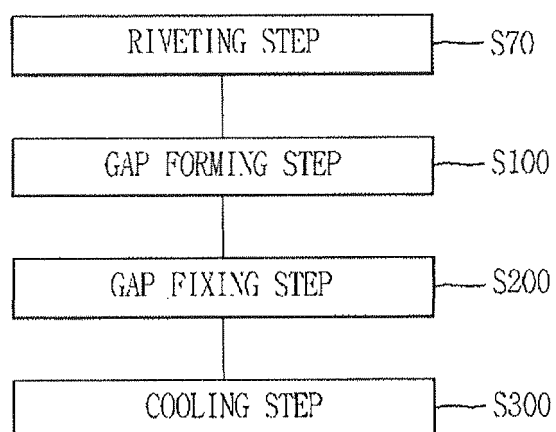 RIVETING STEP S70
GAP FORMING STEP S100
GAP FIXING STEP S200
COOLING STEP S300